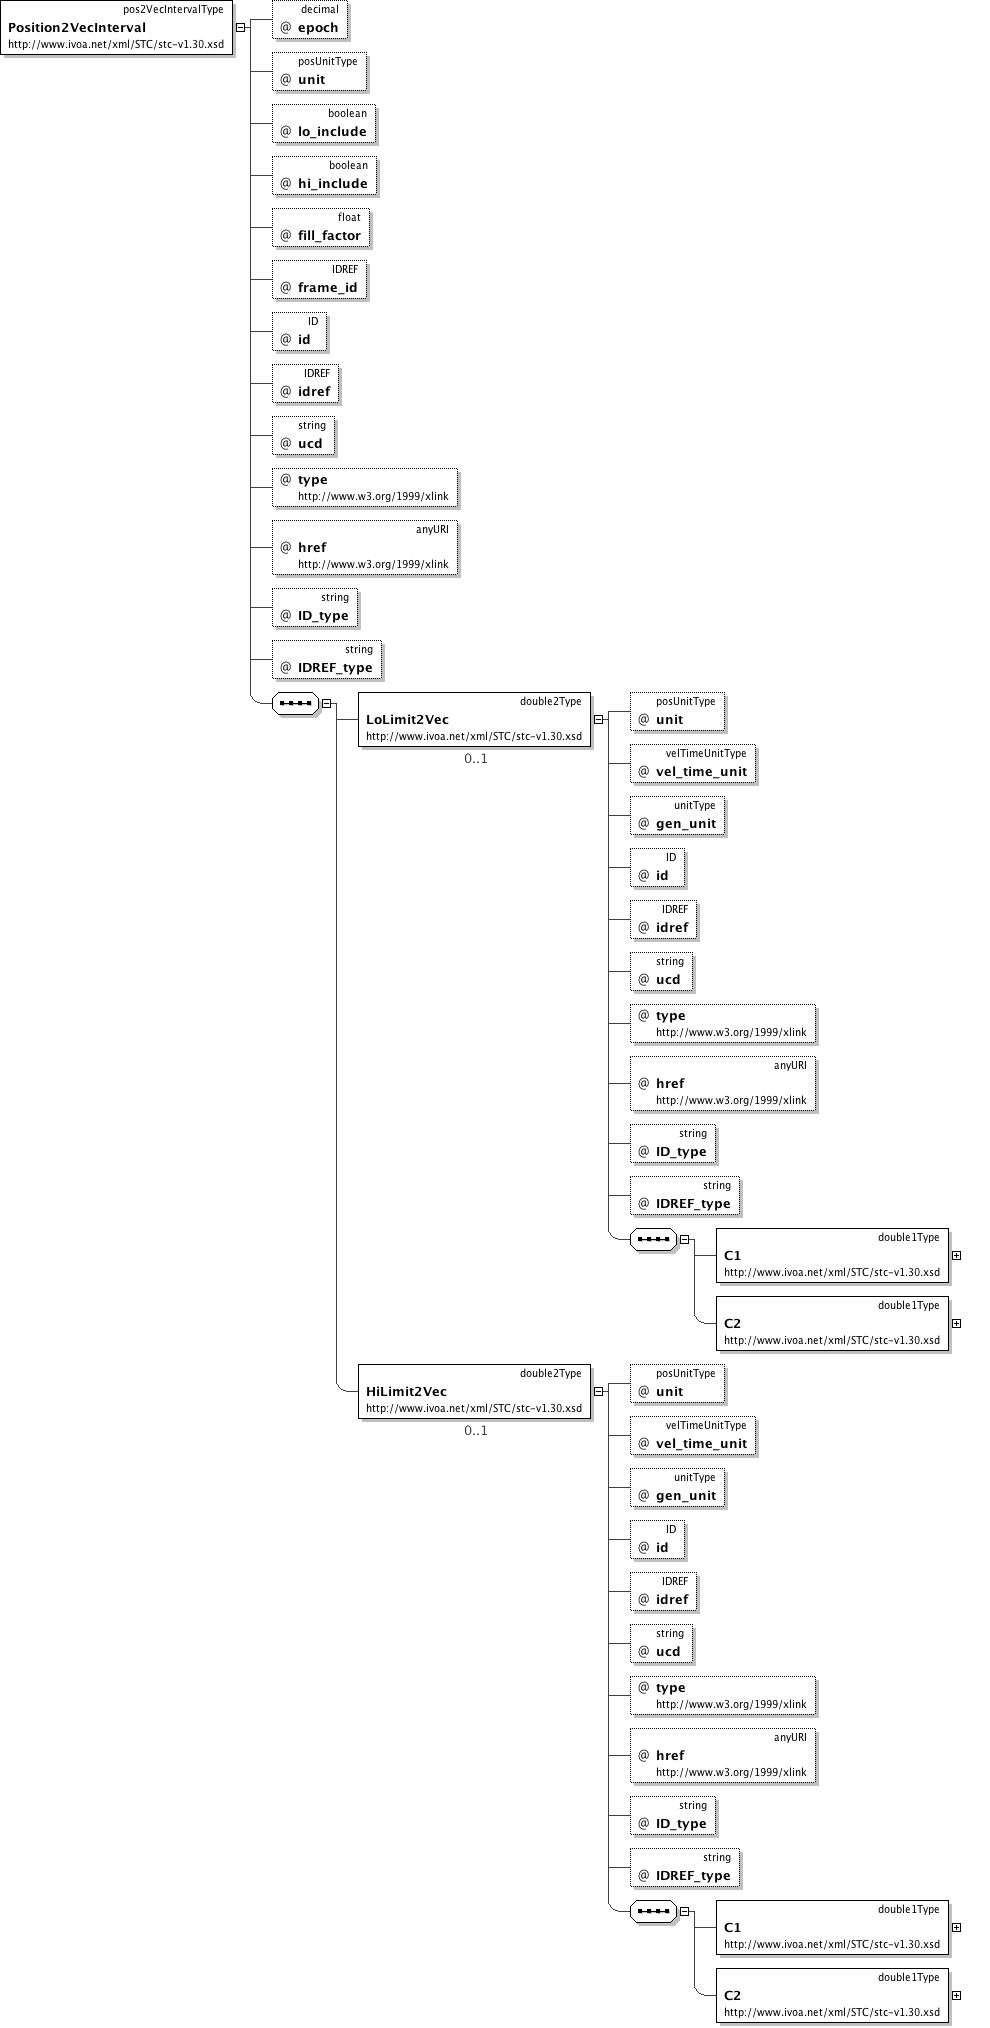 pos2VecIntervalType
Position2VecInterval
http://www.ivoa.net/xml/STC/stc-v1.30.xsd
decimal
@ epoch
posUnitType
@ unit
boolean
@ lo_include
boolean
@ hi_include
float
@ fill_factor
IDREF
@ frame_id
ID
@ id
IDREF
@ idref
string
@ ucd
@ type
http://www.w3.org/1999/xlink
anyURI
@ href
http://www.w3.org/1999/xlink
string
@ ID_type
string
@ IDREF_type
double2Type
LoLimit2Vec
http://www.ivoa.net/xml/STC/stc-v1.30.xsd
0..1
posUnitType
@ unit
velTimeUnitType
@ vel_time_unit
unitType
@ gen_unit
ID
@ id
IDREF
@ idref
string
@ ucd
@ type
http://www.w3.org/1999/xlink
anyURI
@ href
http://www.w3.org/1999/xlink
string
@ ID_type
string
@ IDREF_type
double1Type
C1
http://www.ivoa.net/xml/STC/stc-v1.30.xsd
double1Type
C2
http://www.ivoa.net/xml/STC/stc-v1.30.xsd
double2Type
HiLimit2Vec
http://www.ivoa.net/xml/STC/stc-v1.30.xsd
0..1
posUnitType
@ unit
velTimeUnitType
@ vel_time_unit
unitType
@ gen_unit
ID
@ id
IDREF
@ idref
string
@ ucd
@ type
http://www.w3.org/1999/xlink
anyURI
@ href
http://www.w3.org/1999/xlink
string
@ ID_type
string
@ IDREF_type
double1Type
C1
http://www.ivoa.net/xml/STC/stc-v1.30.xsd
double1Type
C2
http://www.ivoa.net/xml/STC/stc-v1.30.xsd